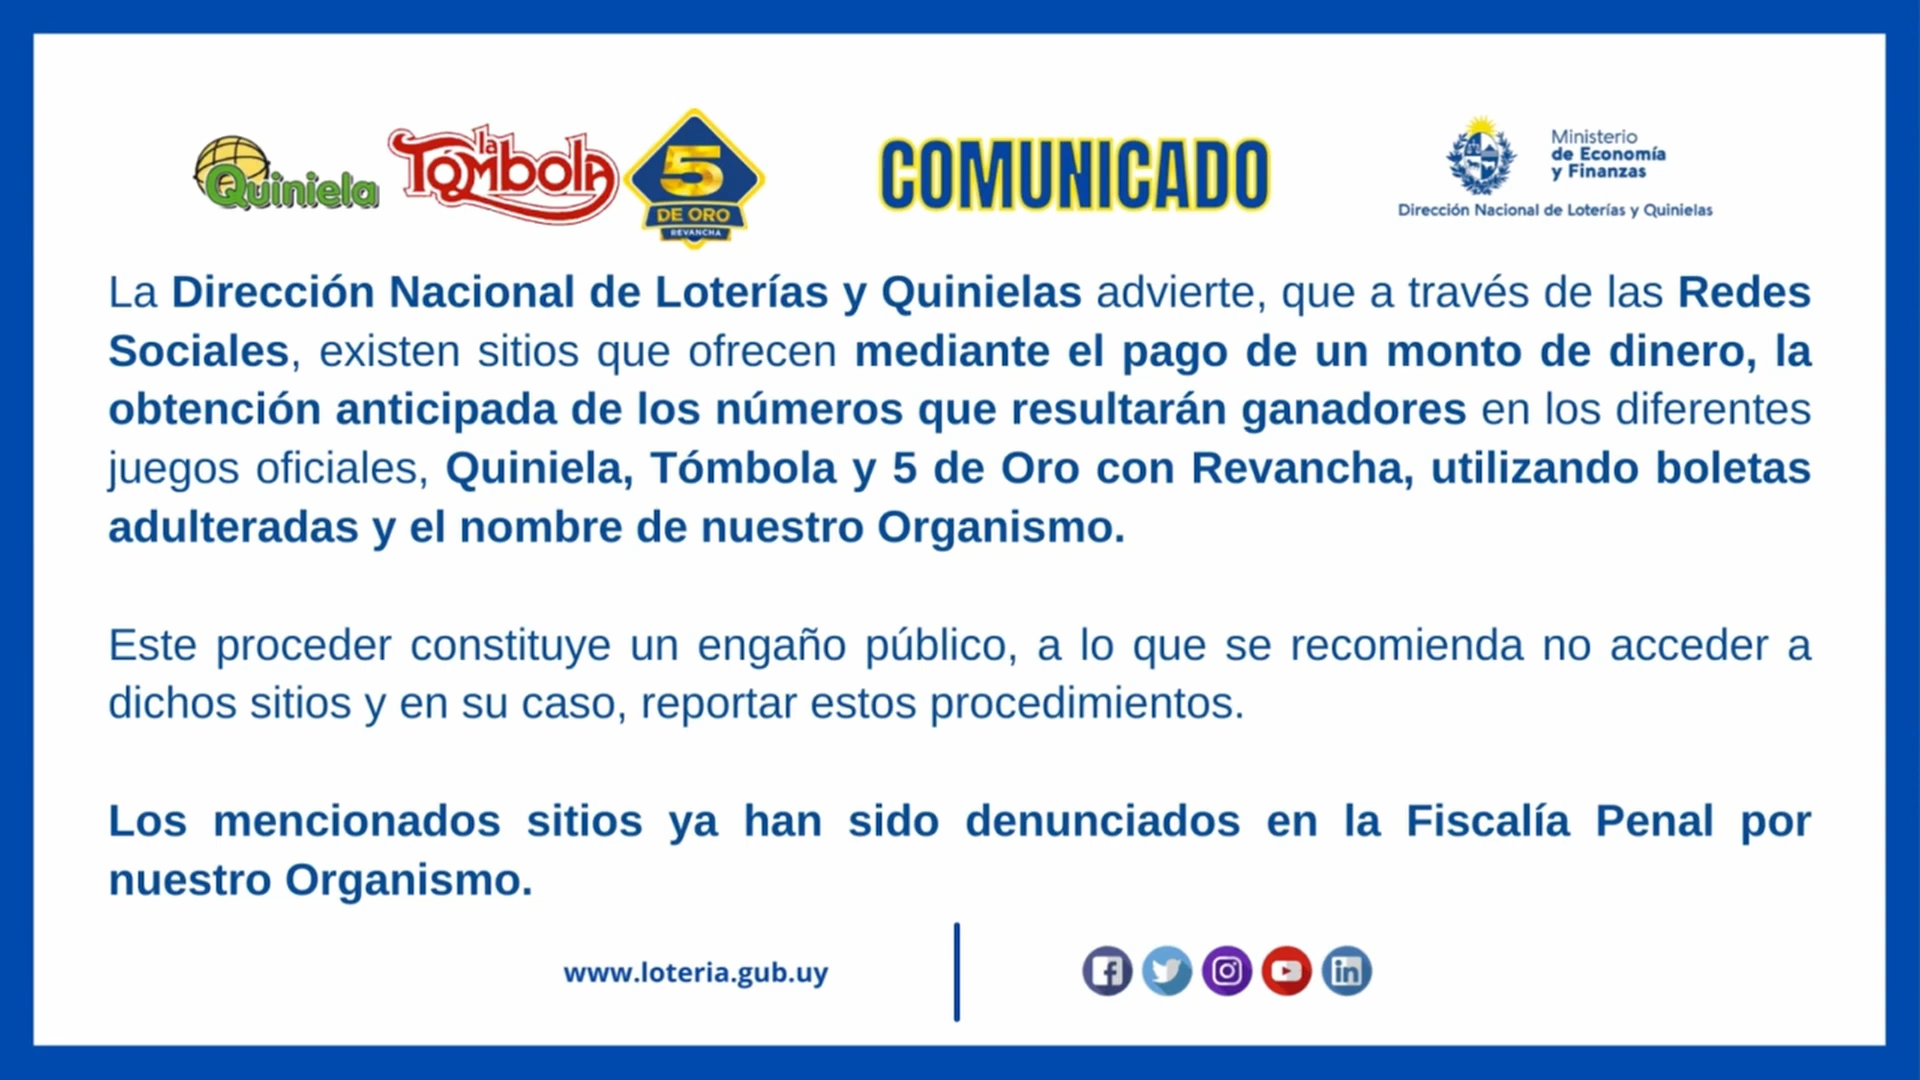 Quiniela
la Tómbola
5
DE ORO
REVANCHA
COMUNICADO
Ministerio
de Economía
y Finanzas
Dirección Nacional de Loterías y Quinielas
La Dirección Nacional de Loterías y Quinielas advierte, que a través de las Redes
Sociales, existen sitios que ofrecen mediante el pago de un monto de dinero, la
obtención anticipada de los números que resultarán ganadores en los diferentes
juegos oficiales, Quiniela, Tómbola y 5 de Oro con Revancha, utilizando boletas
adulteradas y el nombre de nuestro Organismo.
Este proceder constituye un engaño público, a lo que se recomienda no acceder a
dichos sitios y en su caso, reportar estos procedimientos.
Los mencionados sitios ya han sido denunciados en la Fiscalía Penal por
nuestro Organismo.
www.loteria.gub.uy